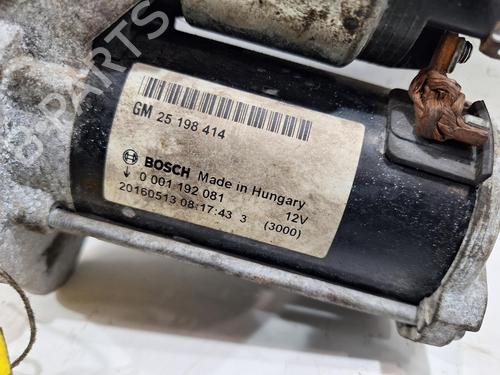 B-PARTS
GM 25 198 414
BOSCH Made in Hungary
0 001 192 081 12V
20160513 08:17:43 3 (3000)